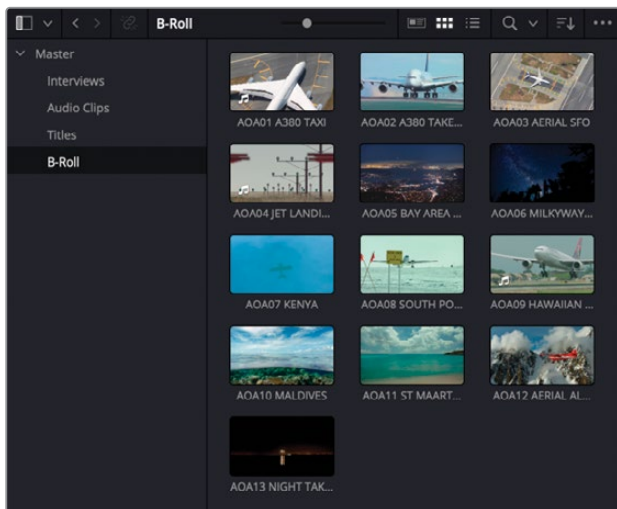 B-Roll
Master
Interviews
Audio Clips
Titles
B-Roll
AOA01 A380 TAXI
AOA02 A380 TAKE...
AOA03 AERIAL SFO
AOA04 JET LANDI...
AOA05 BAY AREA ...
AOA06 MILKYWAY...
AOA07 KENYA
AOA08 SOUTH PO...
AOA09 HAWAIIAN ...
AOA10 MALDIVES
AOA11 ST MAART...
AOA12 AERIAL AL...
AOA13 NIGHT TAK...